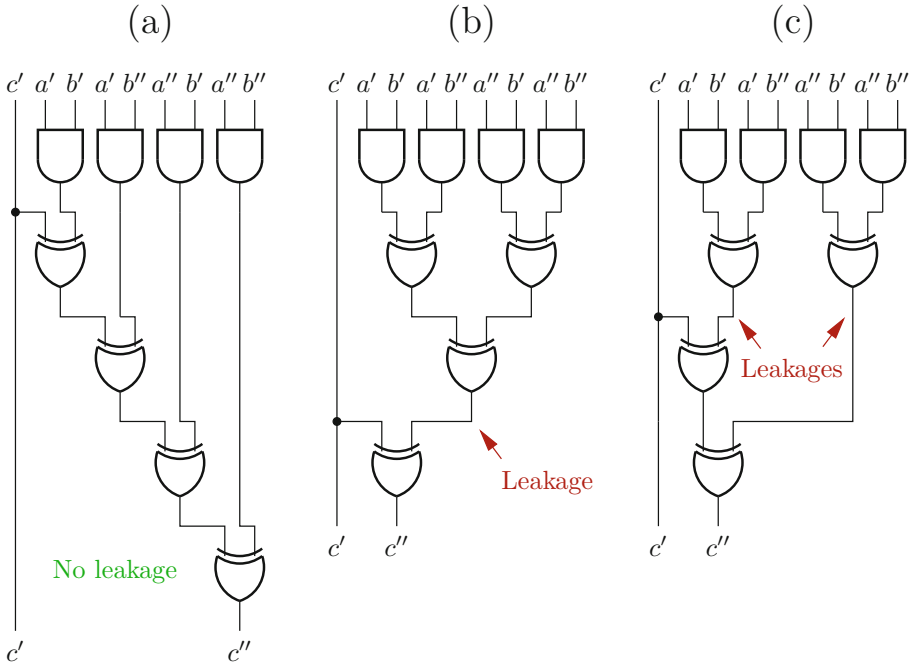 (a) (b) (c)
c′ a′ b′ a′ b″ a″ b′ a″ b″ c′ a′ b′ a′ b″ a″ b′ a″ b″ c′ a′ b′ a′ b″ a″ b′ a″ b″
Leakages
Leakage
c′ c″ c′ c″
No leakage
c′ c″